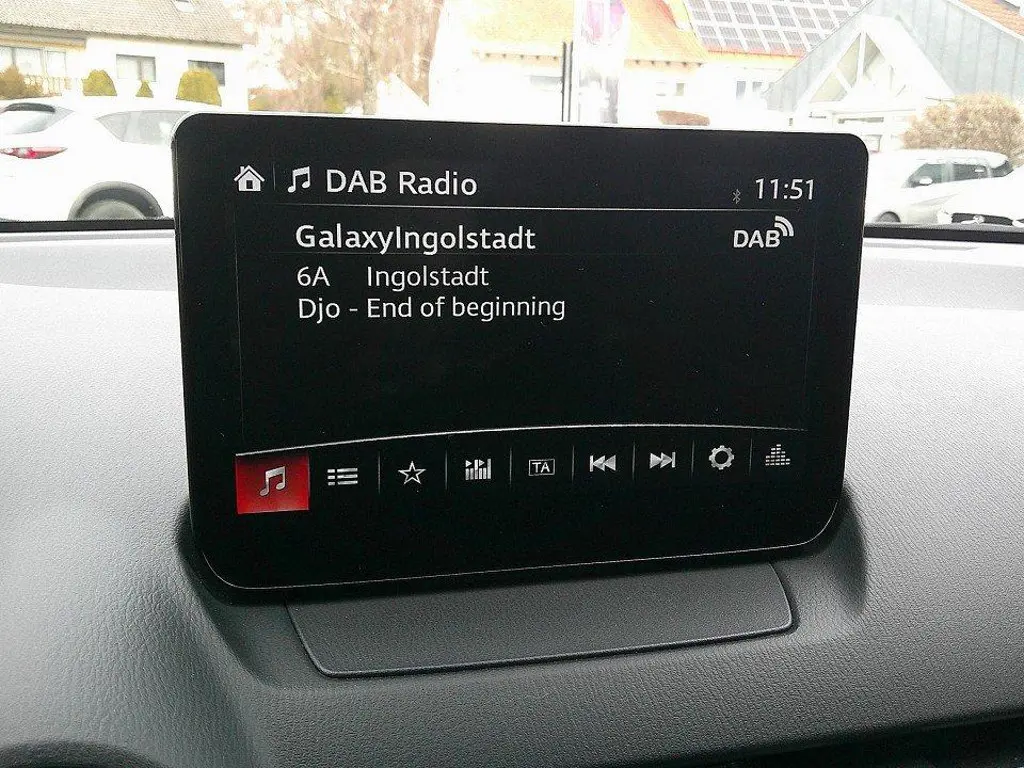 DAB Radio
11:51
GalaxyIngolstadt
DAB
6A Ingolstadt
Djo - End of beginning
TA